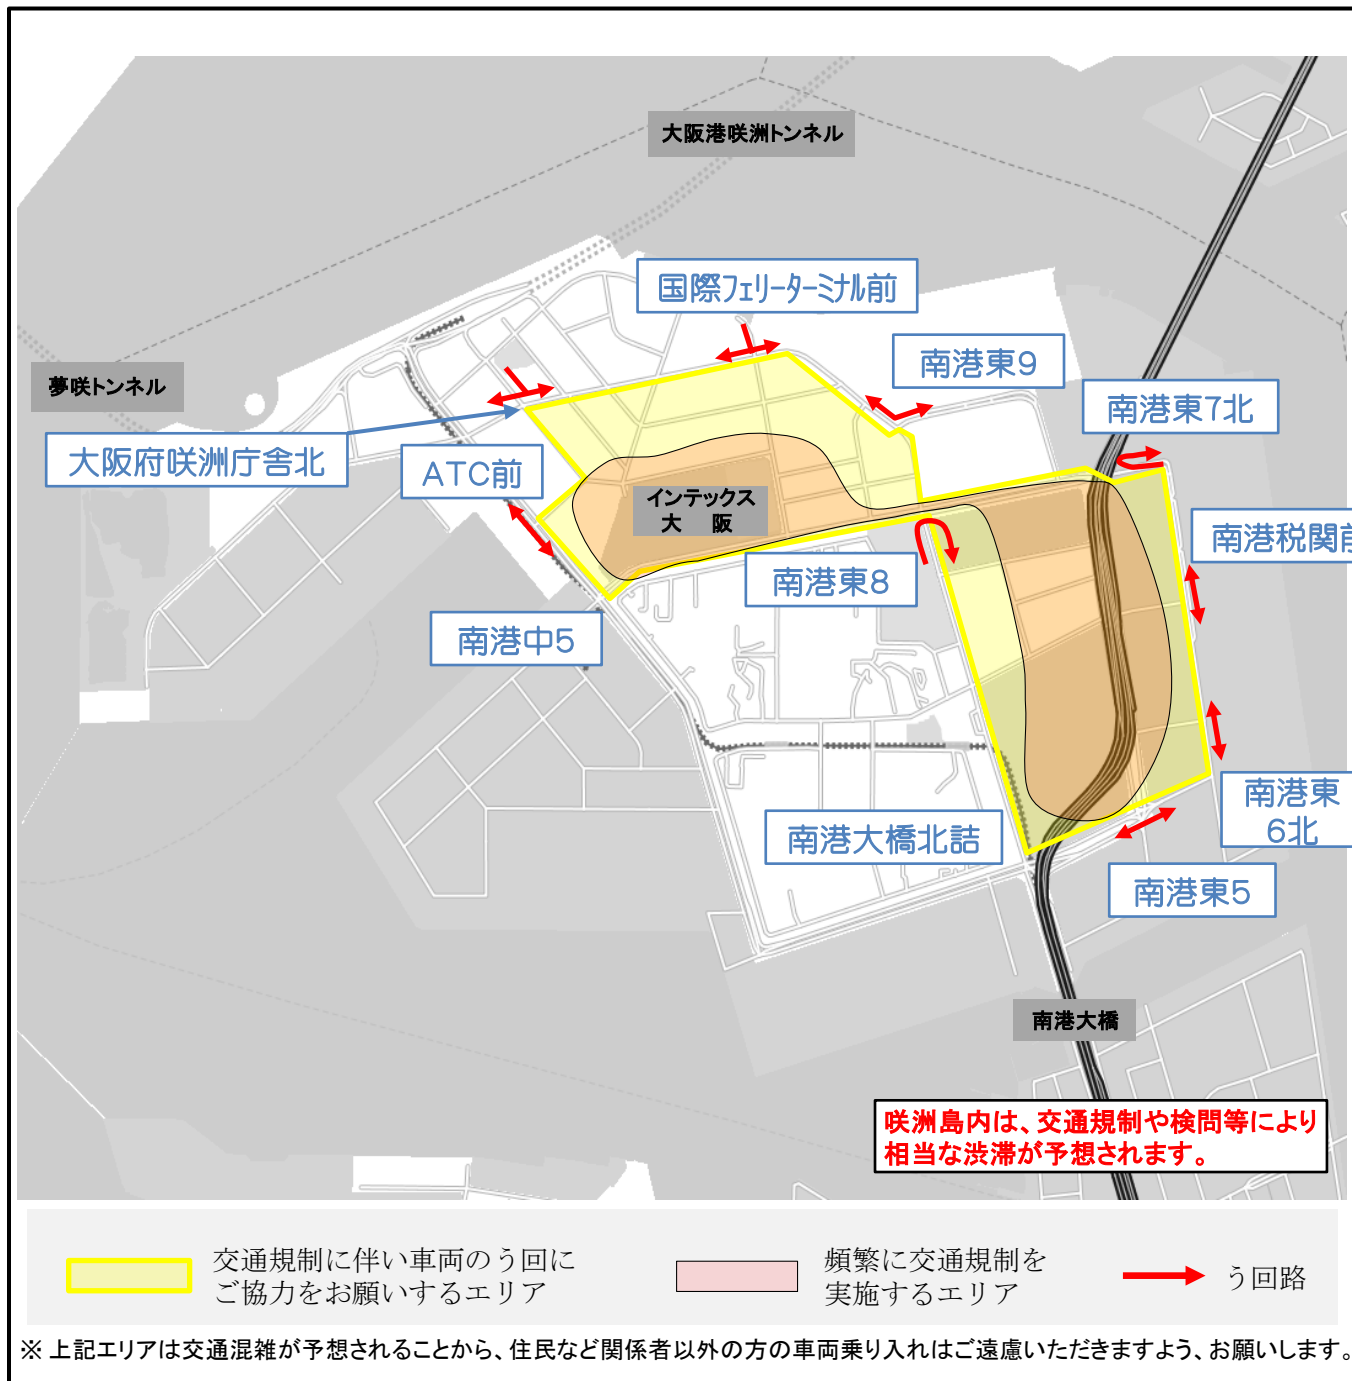 大阪港咲洲トンネル
国際フェリーターミナル前
南港東9
夢咲トンネル
南港東7北
大阪府咲洲庁舎北
ATC前
インテックス
大 阪
南港税関前
南港東8
南港中5
南港東
6北
南港大橋北詰
南港東5
南港大橋
咲洲島内は、交通規制や検問等により
相当な渋滞が予想されます。
交通規制に伴い車両のう回に
ご協力をお願いするエリア
頻繁に交通規制を
実施するエリア
う回路
※ 上記エリアは交通混雑が予想されることから、住民など関係者以外の方の車両乗り入れはご遠慮いただきますよう、お願いします。